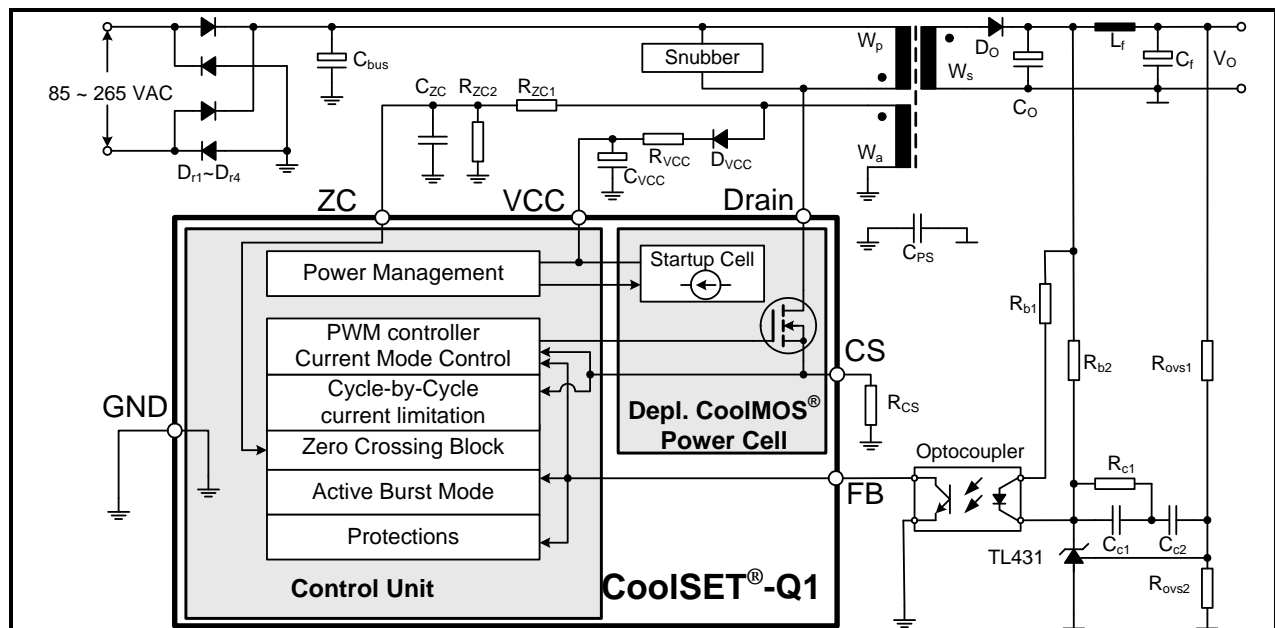 85 ~ 265 VAC
Dr1~Dr4
Cbus
Snubber
Wp
Ws
Wa
DO
CO
Lf
Cf
VO
CZC
RZC2
RZC1
RVCC
DVCC
CVCC
ZC
VCC
Drain
CPS
Power Management
Startup Cell
PWM controller
Current Mode Control
Cycle-by-Cycle
current limitation
Zero Crossing Block
Active Burst Mode
Protections
Control Unit
Depl. CoolMOS®
Power Cell
CoolSET®-Q1
GND
CS
RCS
FB
Optocoupler
Rb1
Rb2
Rovs1
Rc1
Cc1
Cc2
TL431
Rovs2